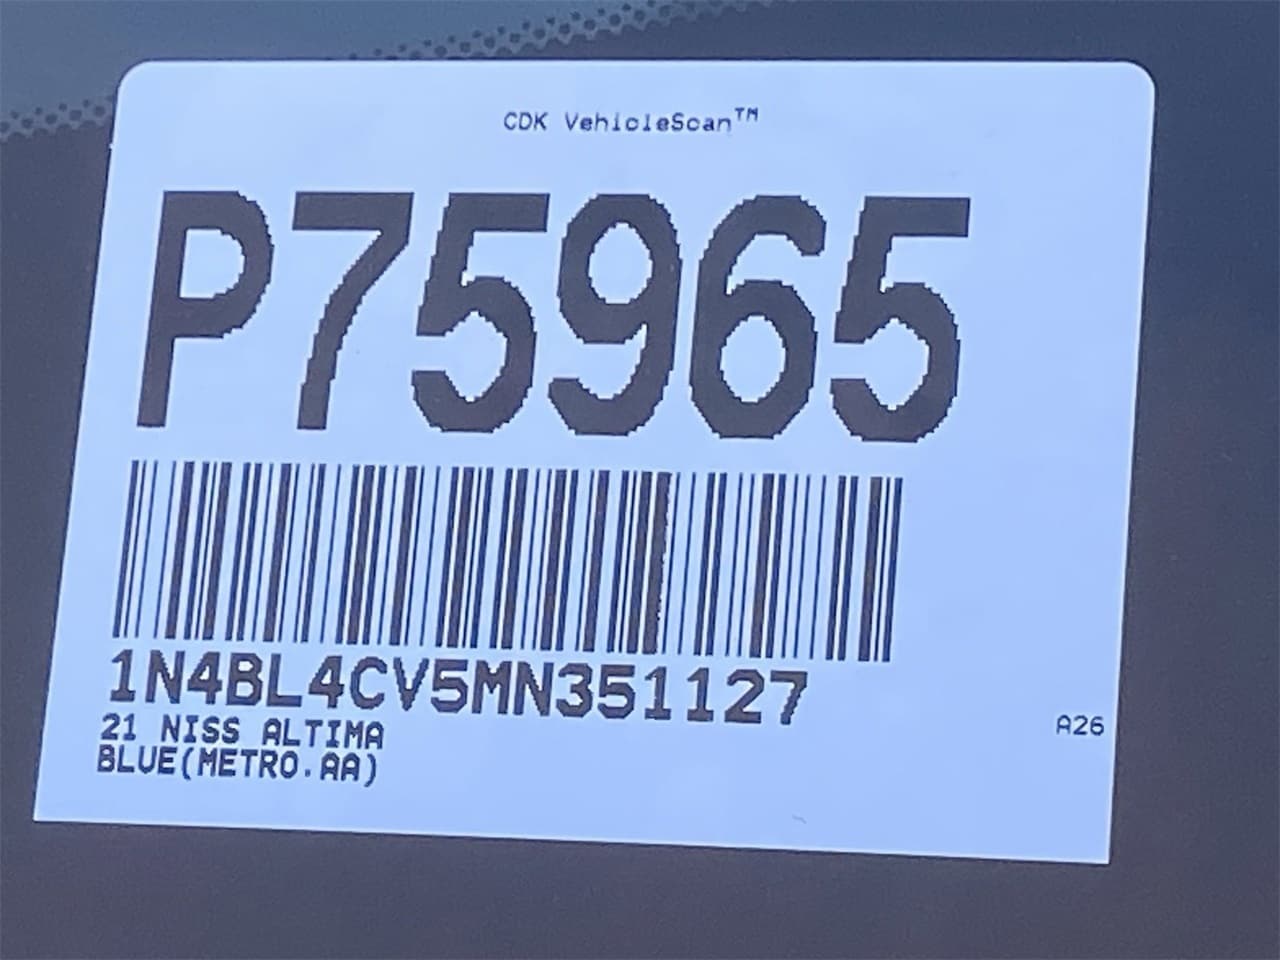 CDK VehicleScan™
P75965
1N4BL4CV5MN351127
21 NISS ALTIMA
A26
BLUE(METRO.AA)